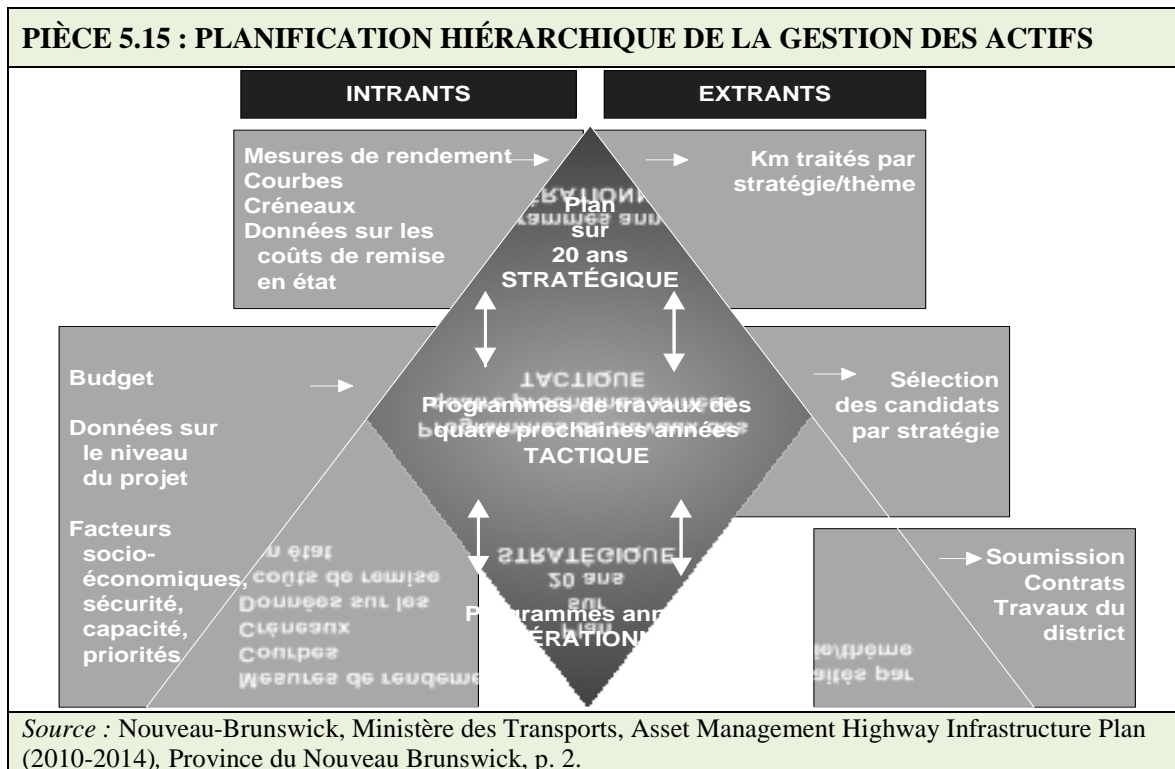 PIÈCE 5.15 : PLANIFICATION HIÉRARCHIQUE DE LA GESTION DES ACTIFS
INTRANTS
EXTRANTS
Mesures de rendement
Courbes
Créneaux
Données sur les
coûts de remise
en état
Plan
sur
20 ans
STRATÉGIQUE
Km traités par
stratégie/thème
Budget
Données sur
le niveau
du projet
Facteurs
socio-
économiques,
sécurité,
capacité,
priorités
Programmes de travaux des
quatre prochaines années
TACTIQUE
Sélection
des candidats
par stratégie
Programmes ann
ÉRATIONN
Soumission
Contrats
Travaux du
district
Source : Nouveau-Brunswick, Ministère des Transports, Asset Management Highway Infrastructure Plan
(2010-2014), Province du Nouveau Brunswick, p. 2.